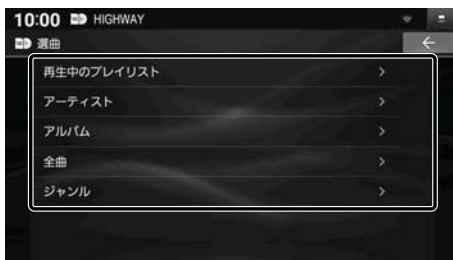 10:00 HIGHWAY
選曲
再生中のプレイリスト
アーティスト
アルバム
全曲
ジャンル